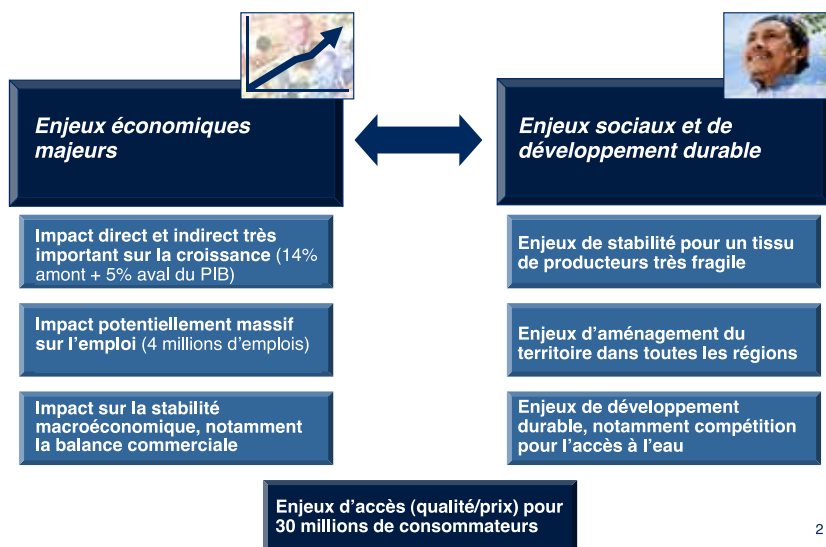 Enjeux économiques
majeurs
Impact direct et indirect très
important sur la croissance (14%
amont + 5% aval du PIB)
Impact potentiellement massif
sur l'emploi (4 millions d'emplois)
Impact sur la stabilité
macroéconomique, notamment
la balance commerciale
Enjeux sociaux et de
développement durable
Enjeux de stabilité pour un tissu
de producteurs très fragile
Enjeux d'aménagement du
territoire dans toutes les régions
Enjeux de développement
durable, notamment compétition
pour l'accès à l'eau
Enjeux d'accès (qualité/prix) pour
30 millions de consommateurs
2